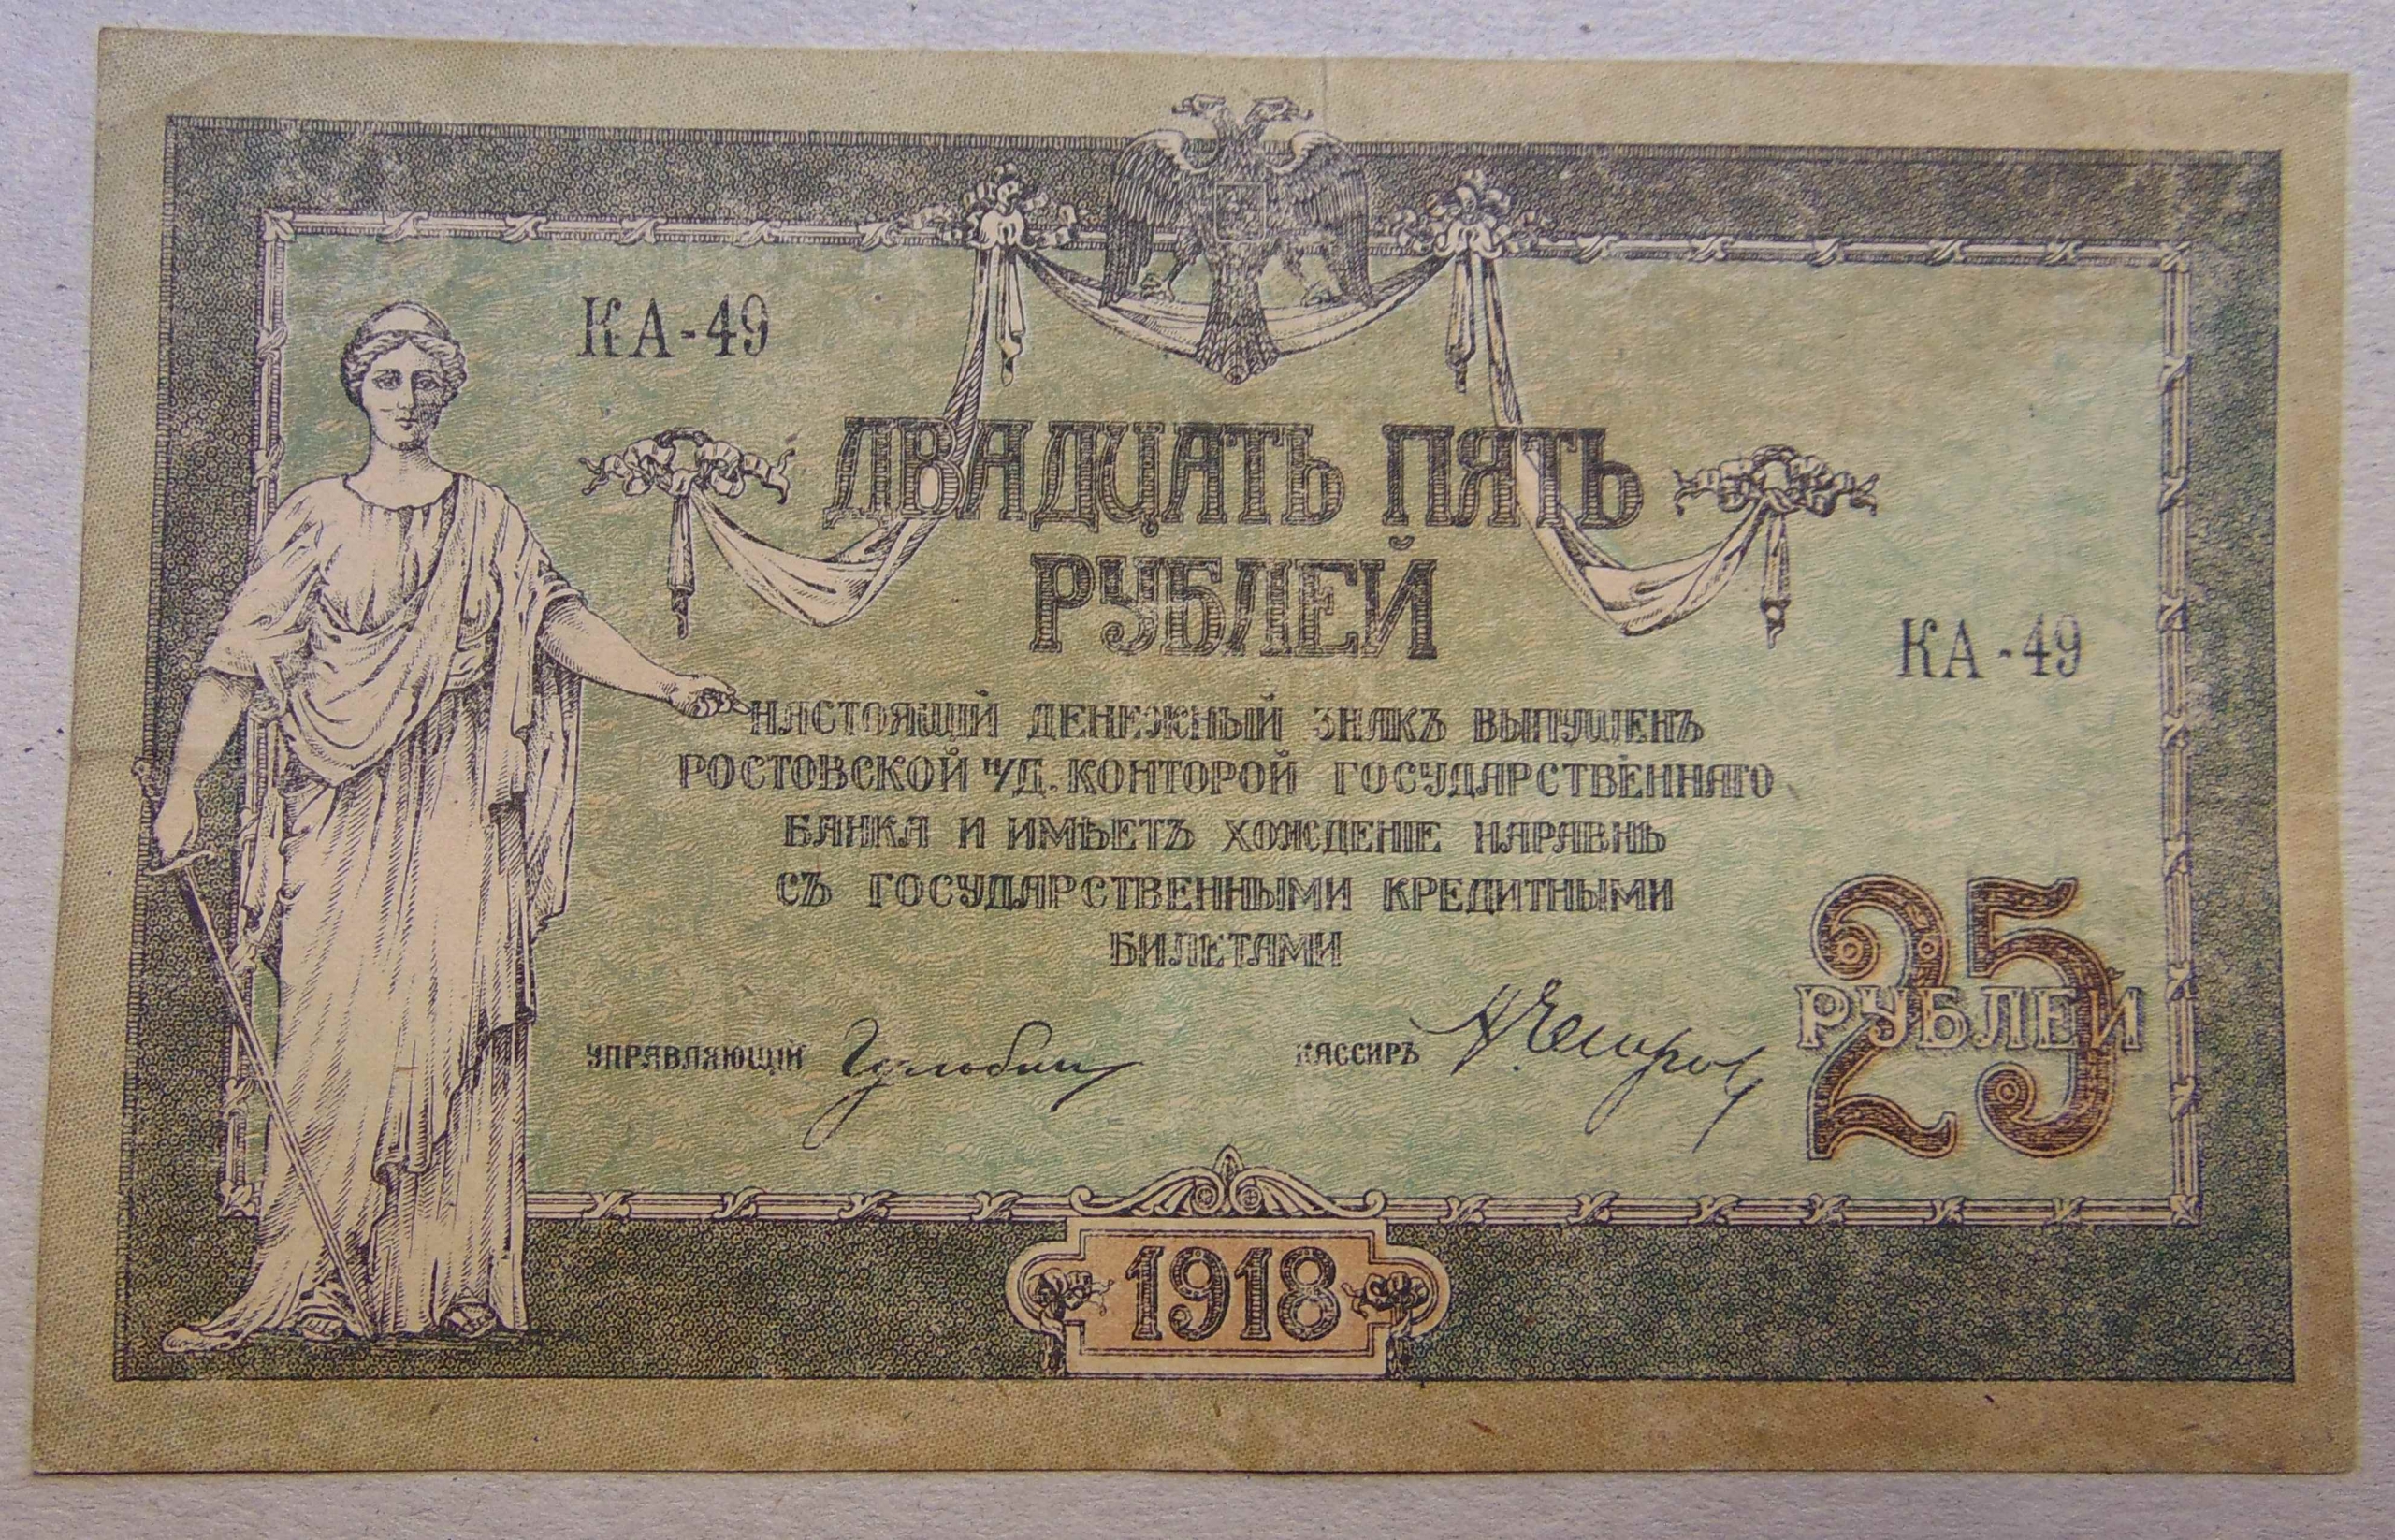 КА-49
ДВАДЦАТЬ ПЯТЬ
РУБЛЕЙ
КА-49
НАСТОЯЩІЙ ДЕНЕЖНЫЙ ЗНАКЪ ВЫПУЩЕНЪ
РОСТОВСКОЙ Н/Д. КОНТОРОЙ ГОСУДАРСТВЕННАГО
БАНКА И ИМѢЕТЪ ХОЖДЕНІЕ НАРАВНѢ
СЪ ГОСУДАРСТВЕННЫМИ КРЕДИТНЫМИ
БИЛЕТАМИ
25
РУБЛЕЙ
УПРАВЛЯЮЩІЙ
КАССИРЪ
1918